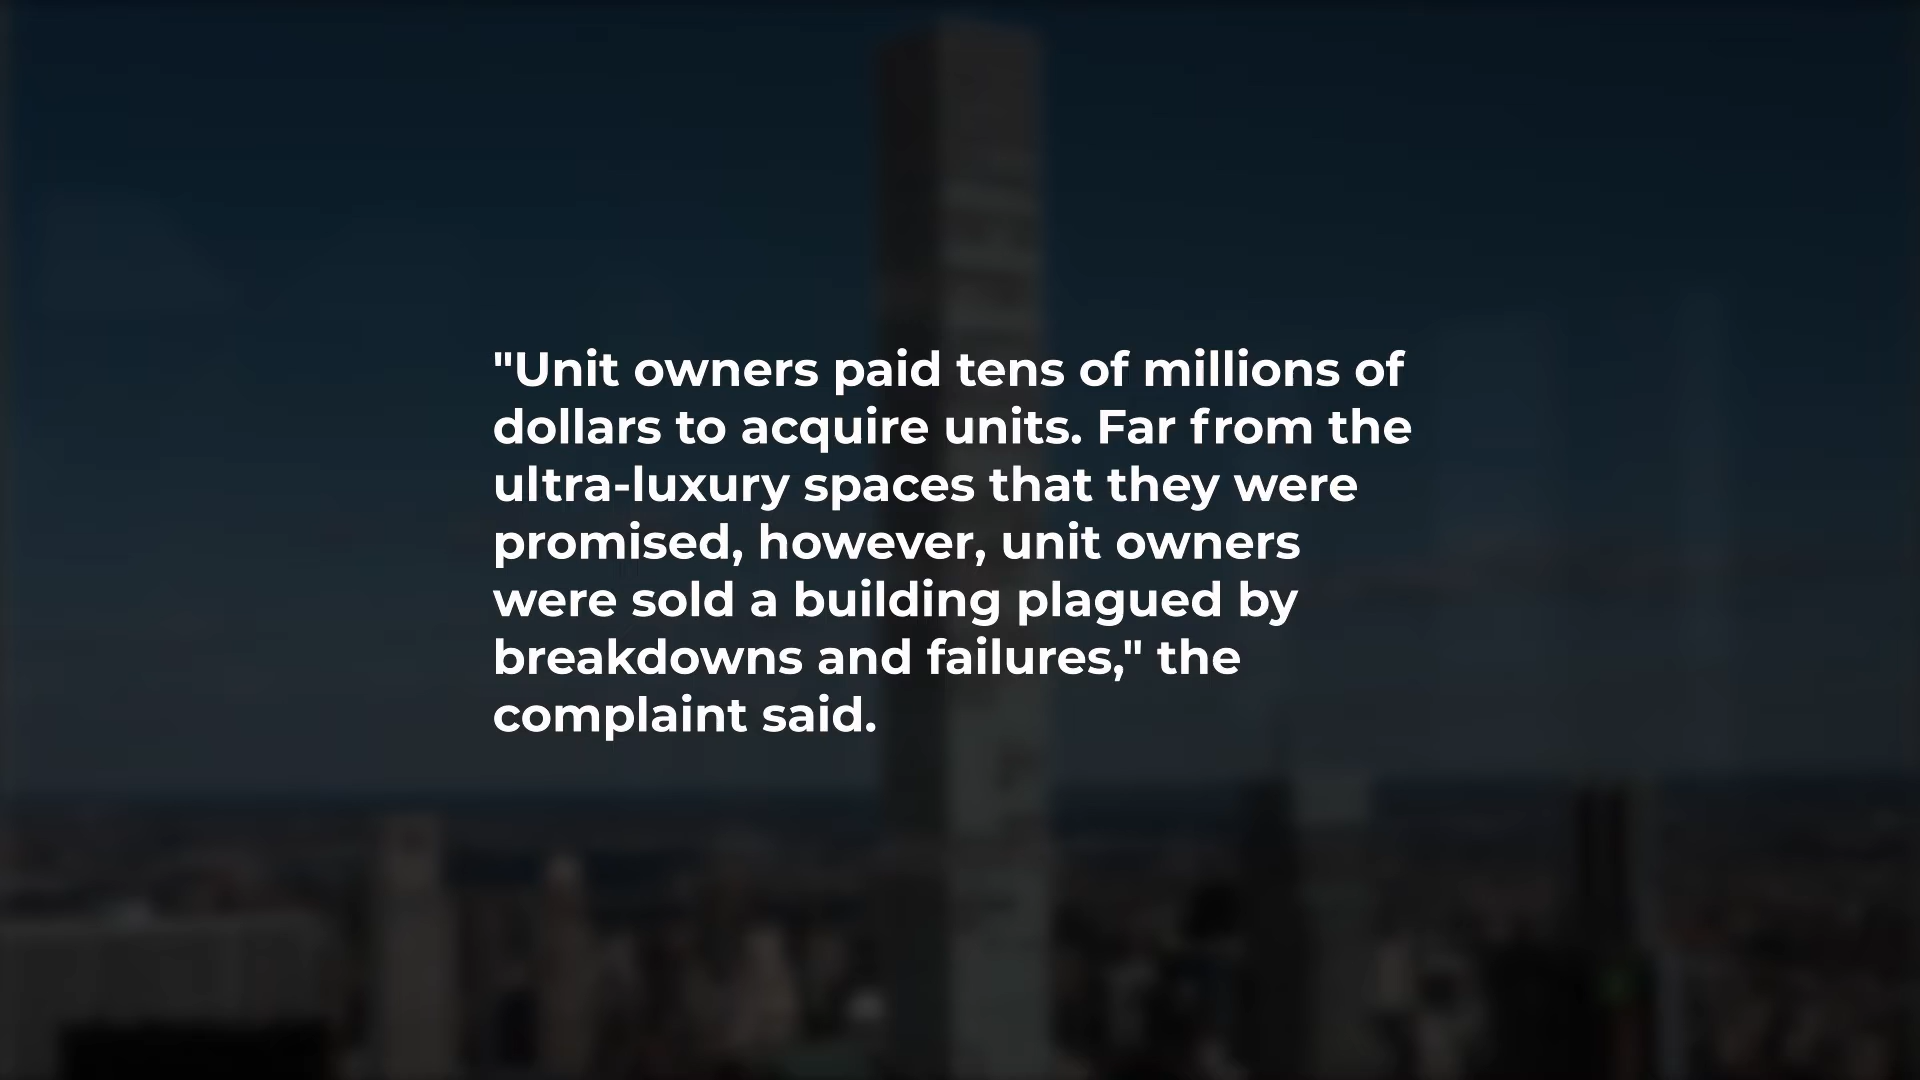 "Unit owners paid tens of millions of
dollars to acquire units. Far from the
ultra-luxury spaces that they were
promised, however, unit owners
were sold a building plagued by
breakdowns and failures," the
complaint said.